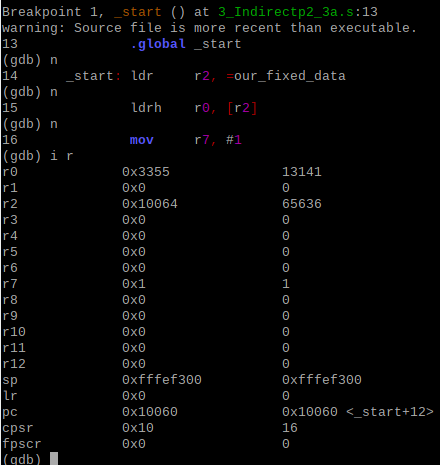 Breakpoint 1, _start () at 3_Indirectp2_3a.s:13
warning: Source file is more recent than executable.
13              .global _start
(gdb) n
14      _start: ldr     r2, =our_fixed_data
(gdb) n
15              ldrh    r0, [r2]
(gdb) n
16              mov     r7, #1
(gdb) i r
r0             0x3355              13141
r1             0x0                 0
r2             0x10064             65636
r3             0x0                 0
r4             0x0                 0
r5             0x0                 0
r6             0x0                 0
r7             0x1                 1
r8             0x0                 0
r9             0x0                 0
r10            0x0                 0
r11            0x0                 0
r12            0x0                 0
sp             0xfffef300          0xfffef300
lr             0x0                 0
pc             0x10060             0x10060 <_start+12>
cpsr           0x10                16
fpscr          0x0                 0
(gdb)